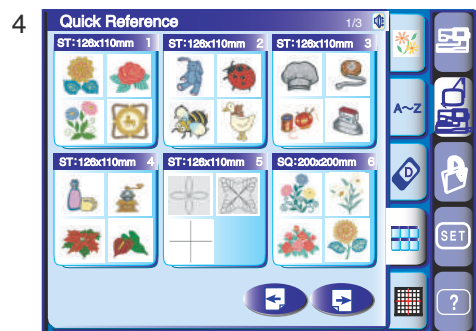 4
Quick Reference 1/3
ST:126x110mm 1
ST:126x110mm 2
ST:126x110mm 3
A~Z
ST:126x110mm 4
ST:126x110mm 5
SQ:200x200mm 6
D
SET
?